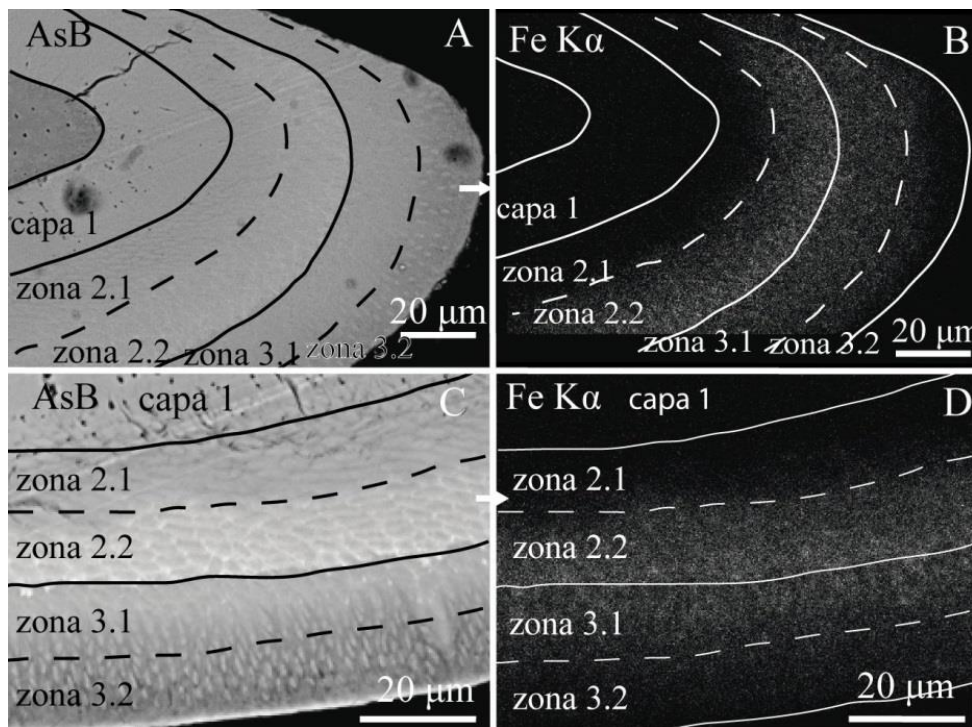 AsB
A
capa 1
zona 2.1
zona 2.2
zona 3.1
zona 3.2
20 μm
Fe Kα
B
capa 1
zona 2.1
zona 2.2
zona 3.1
zona 3.2
20 μm
AsB capa 1
C
zona 2.1
zona 2.2
zona 3.1
zona 3.2
20 μm
Fe Kα capa 1
D
zona 2.1
zona 2.2
zona 3.1
zona 3.2
20 μm